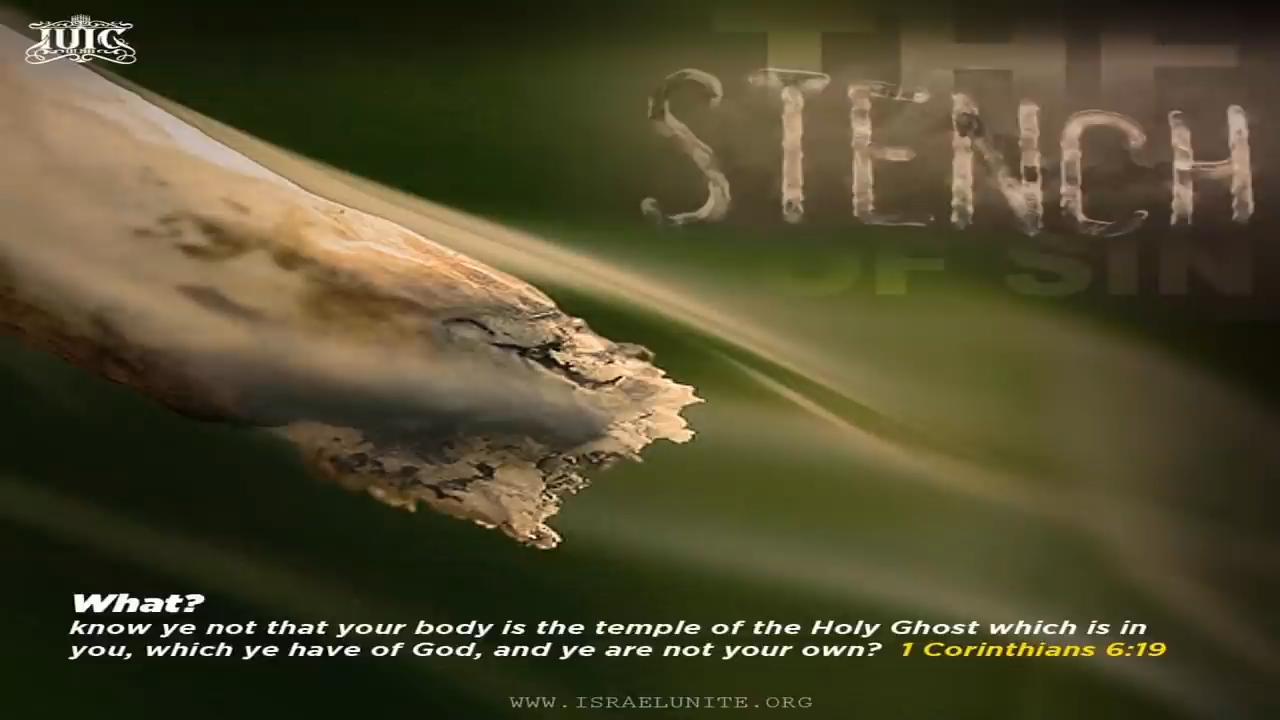 IUIC
THE
STENCH
OF SIN
What?
know ye not that your body is the temple of the Holy Ghost which is in
you, which ye have of God, and ye are not your own? 1 Corinthians 6:19
WWW.ISRAELUNITE.ORG